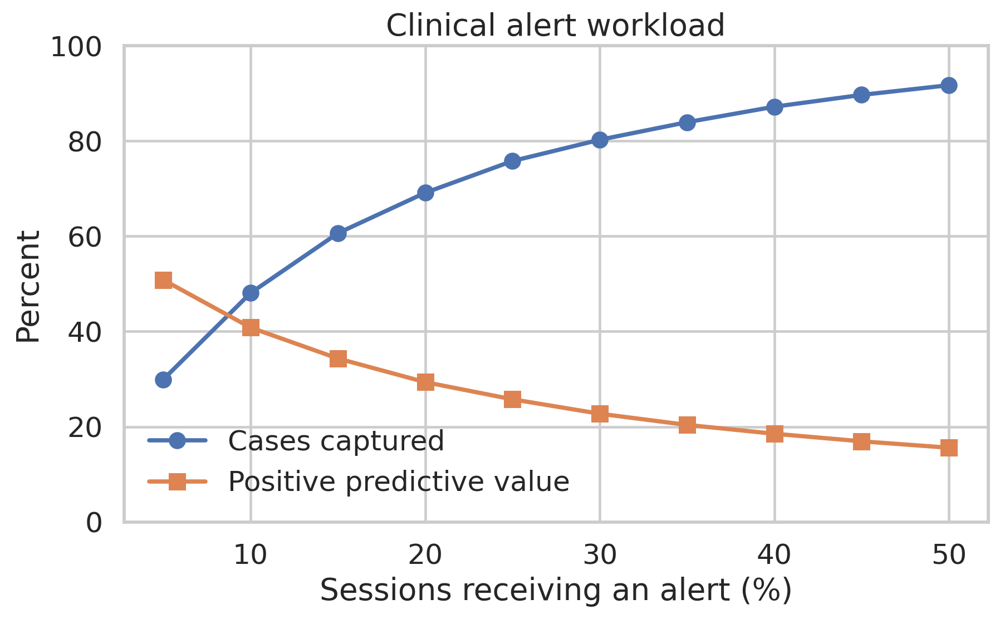 Clinical alert workload
100
80
60
40
20
0
Percent
Cases captured
Positive predictive value
10 20 30 40 50
Sessions receiving an alert (%)